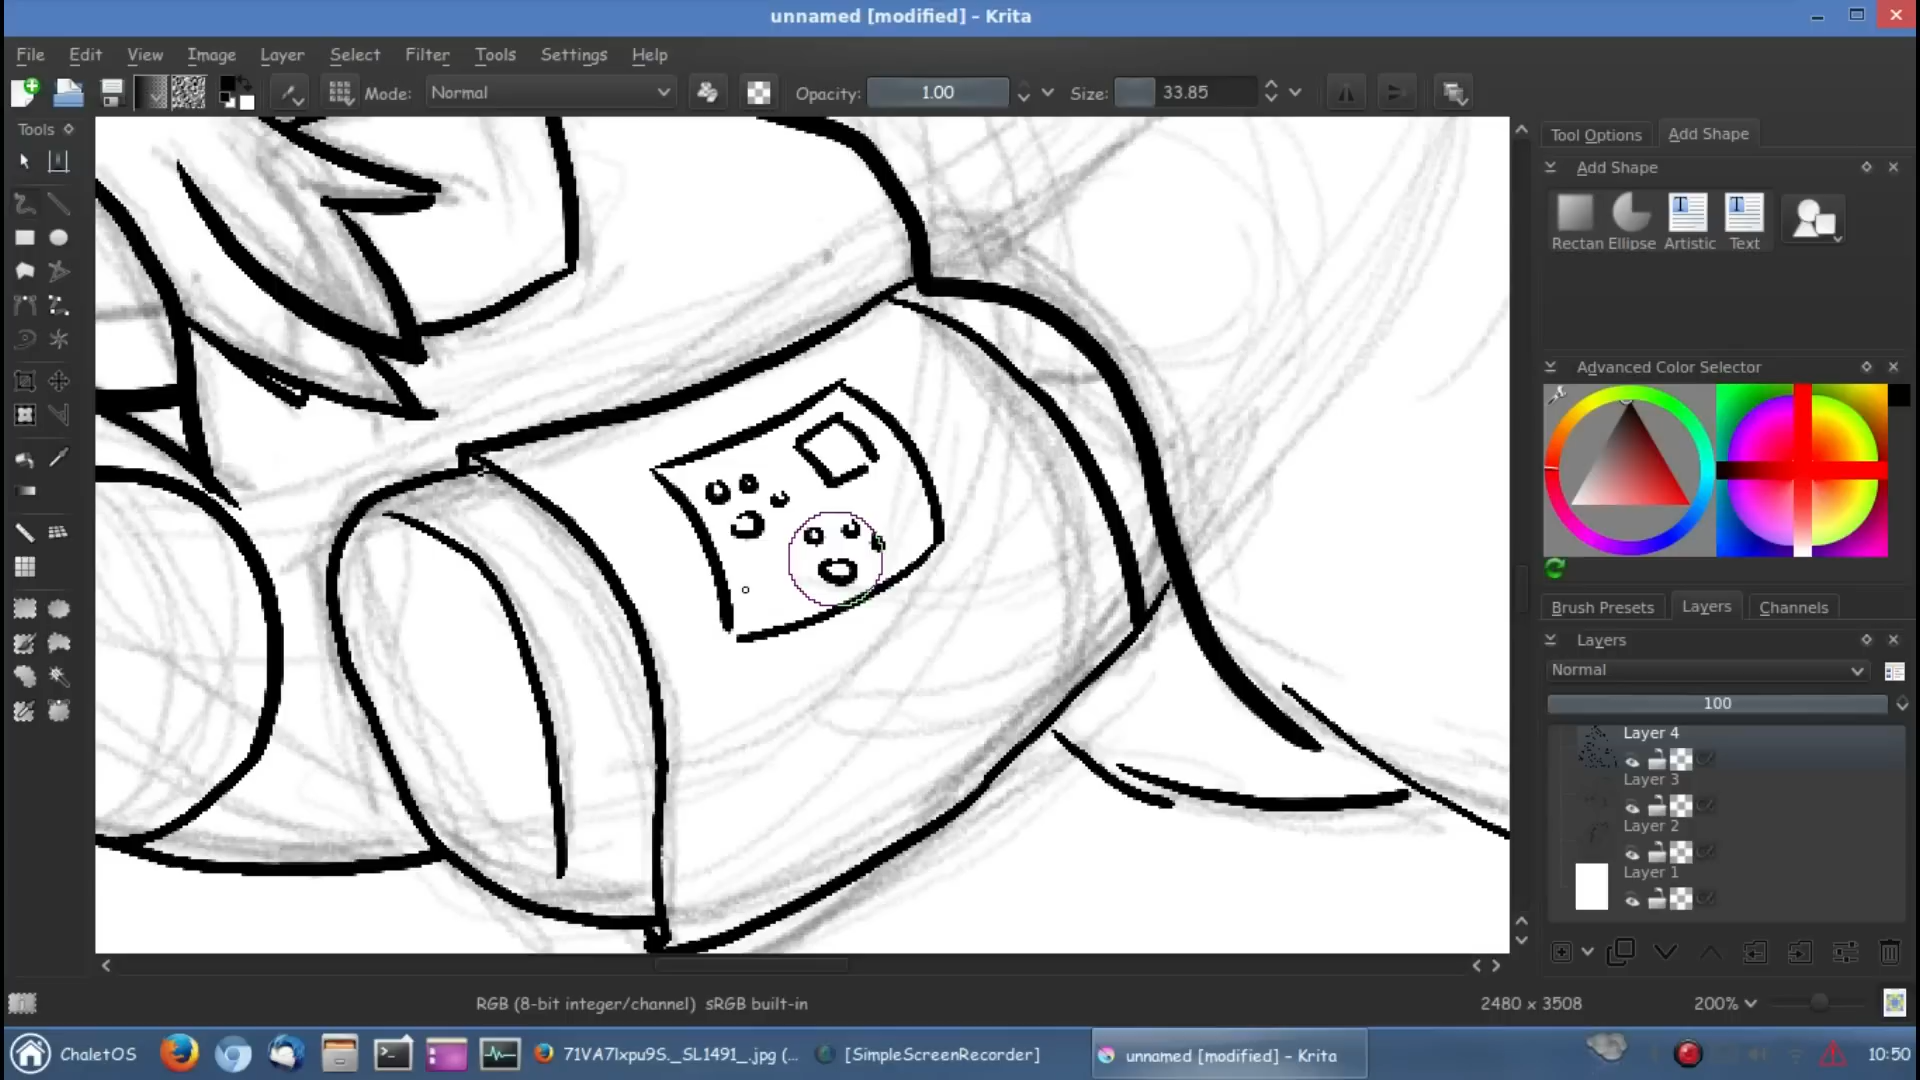 unnamed [modified] – Krita
File Edit View Image Layer Select Filter Tools Settings Help
Mode: Normal Opacity: 1.00 Size: 33.85
Tools
Tool Options Add Shape
Add Shape
T T
Rectan Ellipse Artistic Text
Advanced Color Selector
Brush Presets Layers Channels
Layers
Normal
100
Layer 4
Layer 3
Layer 2
Layer 1
RGB (8-bit integer/channel) sRGB built-in 2480 x 3508 200%
ChaletOS 71VA7lxpu9S._SL1491_.jpg (... [SimpleScreenRecorder] unnamed [modified] – Krita 10:50